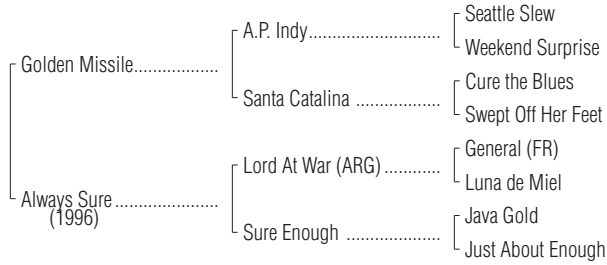 Seattle Slew
A.P. Indy
Weekend Surprise
Golden Missile
Cure the Blues
Santa Catalina
Swept Off Her Feet
General (FR)
Lord At War (ARG)
Luna de Miel
Always Sure
(1996)
Java Gold
Sure Enough
Just About Enough